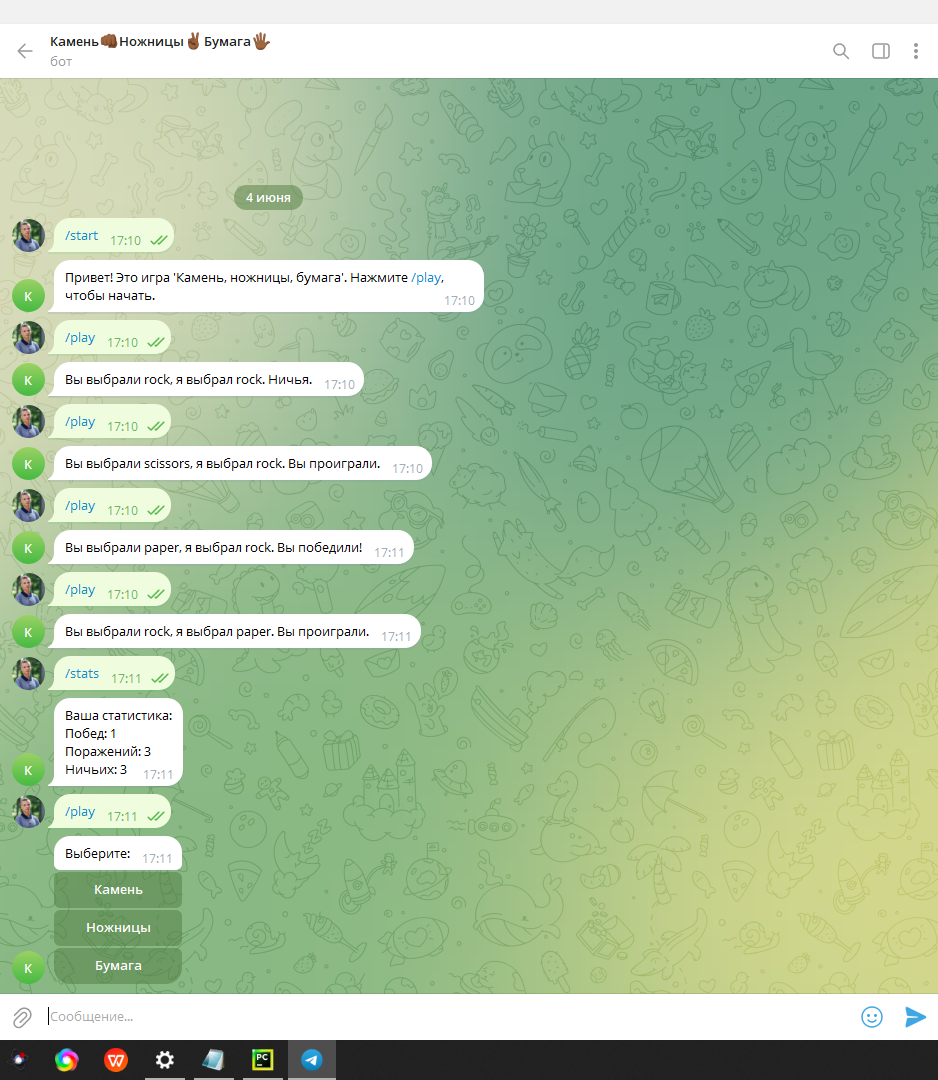 Камень👊🏾Ножницы✌🏾Бумага🖐🏾
бот
4 июня
/start 17:10
Привет! Это игра 'Камень, ножницы, бумага'. Нажмите /play,
чтобы начать. 17:10
К
/play 17:10
Вы выбрали rock, я выбрал rock. Ничья. 17:10
К
/play 17:10
Вы выбрали scissors, я выбрал rock. Вы проиграли. 17:10
К
/play 17:10
Вы выбрали paper, я выбрал rock. Вы победили! 17:11
К
/play 17:10
Вы выбрали rock, я выбрал paper. Вы проиграли. 17:11
К
/stats 17:11
Ваша статистика:
Побед: 1
Поражений: 3
Ничьих: 3 17:11
К
/play 17:11
Выберите: 17:11
Камень
Ножницы
Бумага
К
Сообщение...
W
PC